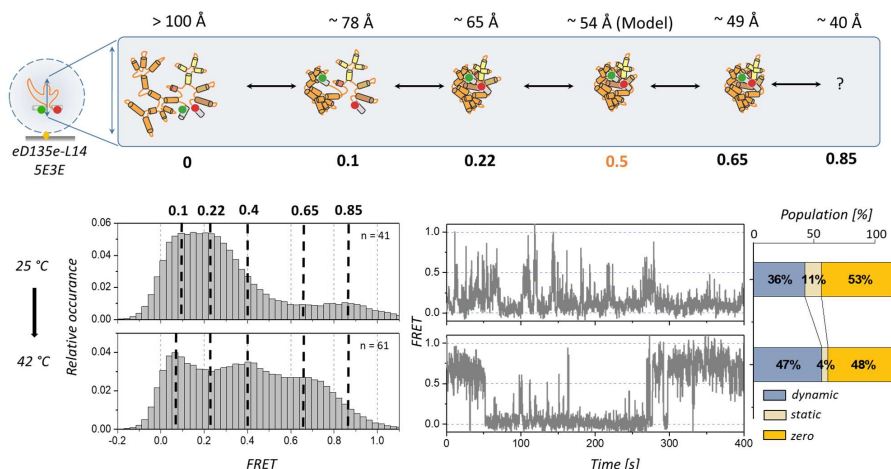 > 100 Å ~ 78 Å ~ 65 Å ~ 54 Å (Model) ~ 49 Å ~ 40 Å
?
eD135e-L14
5E3E
0 0.1 0.22 0.5 0.65 0.85
0.1 0.22 0.4 0.65 0.85
Population [%]
0 50 100
25 °C
42 °C
Relative occurance
0.06
0.04
0.02
0.00
n = 41
0.04
0.02
0.00
n = 61
-0.2 0.0 0.2 0.4 0.6 0.8 1.0
FRET
FRET
1.0
0.5
0.0
1.0
0.5
0.0
0 100 200 300 400
Time [s]
36% 11% 53%
47% 4% 48%
dynamic
static
zero